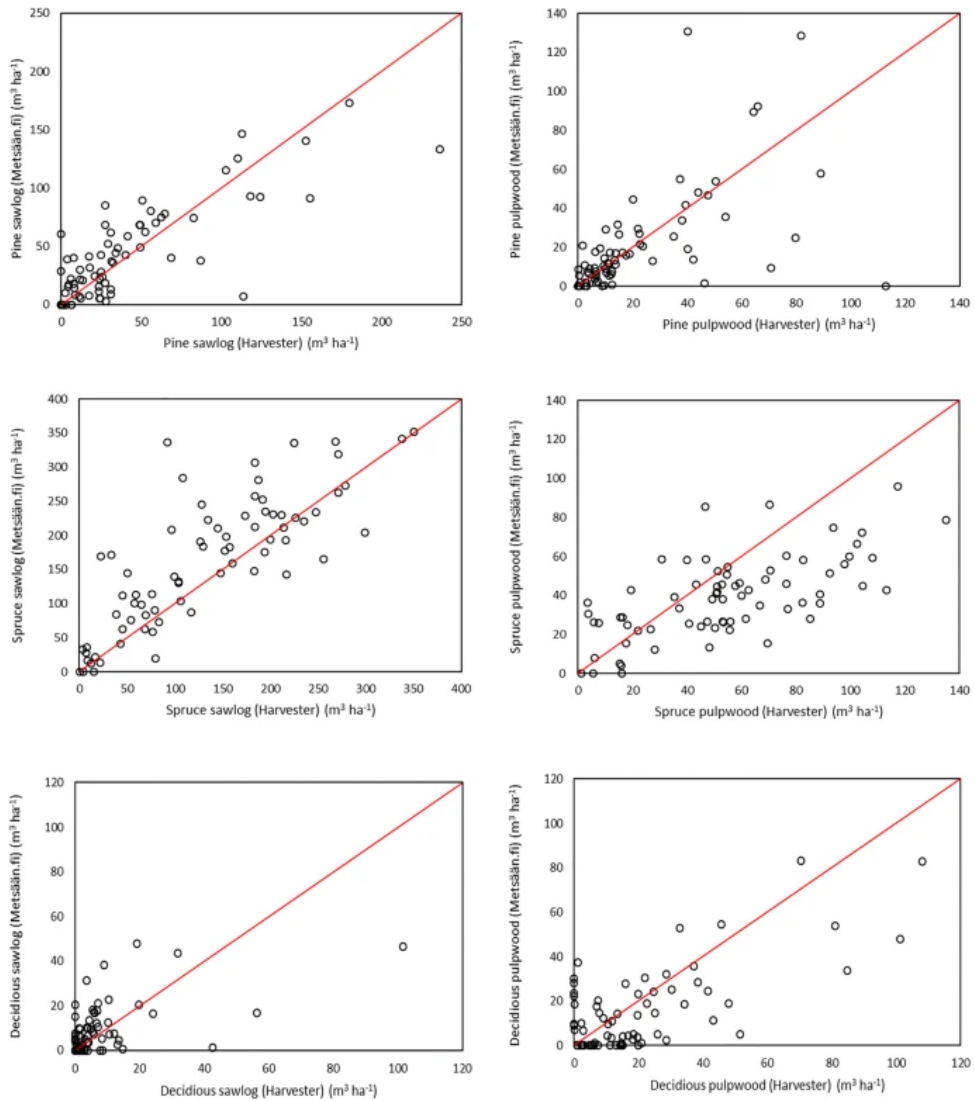 Pine sawlog (Metsään.fi) (m³ ha⁻¹)
250
200
150
100
50
0
0 50 100 150 200 250
Pine sawlog (Harvester) (m³ ha⁻¹)
Pine pulpwood (Metsään.fi) (m³ ha⁻¹)
140
120
100
80
60
40
20
0
0 20 40 60 80 100 120 140
Pine pulpwood (Harvester) (m³ ha⁻¹)
Spruce sawlog (Metsään.fi) (m³ ha⁻¹)
400
350
300
250
200
150
100
50
0
0 50 100 150 200 250 300 350 400
Spruce sawlog (Harvester) (m³ ha⁻¹)
Spruce pulpwood (Metsään.fi) (m³ ha⁻¹)
140
120
100
80
60
40
20
0
0 20 40 60 80 100 120 140
Spruce pulpwood (Harvester) (m³ ha⁻¹)
Decidious sawlog (Metsään.fi) (m³ ha⁻¹)
120
100
80
60
40
20
0
0 20 40 60 80 100 120
Decidious sawlog (Harvester) (m³ ha⁻¹)
Decidious pulpwood (Metsään.fi) (m³ ha⁻¹)
120
100
80
60
40
20
0
0 20 40 60 80 100 120
Decidious pulpwood (Harvester) (m³ ha⁻¹)